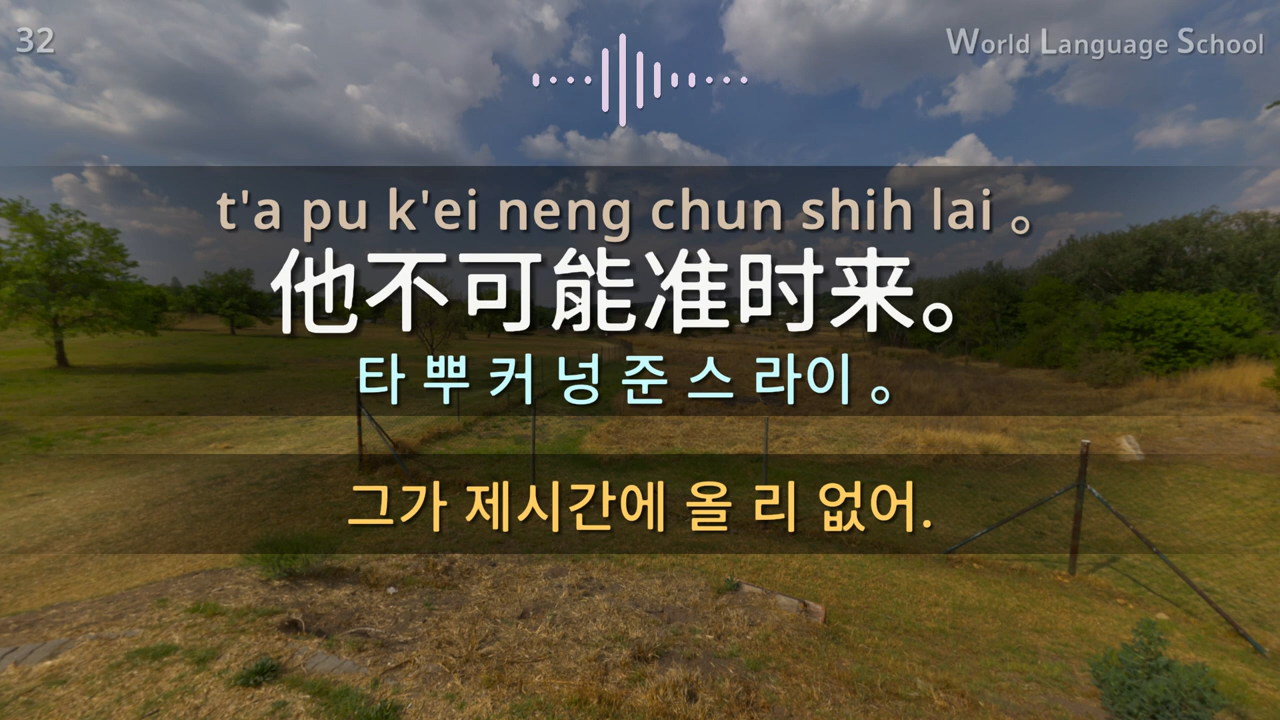 32
World Language School
t'a pu k'ei neng chun shih lai 。
他不可能准时来。
타 뿌 커 넝 준 스 라이 。
그가 제시간에 올 리 없어.